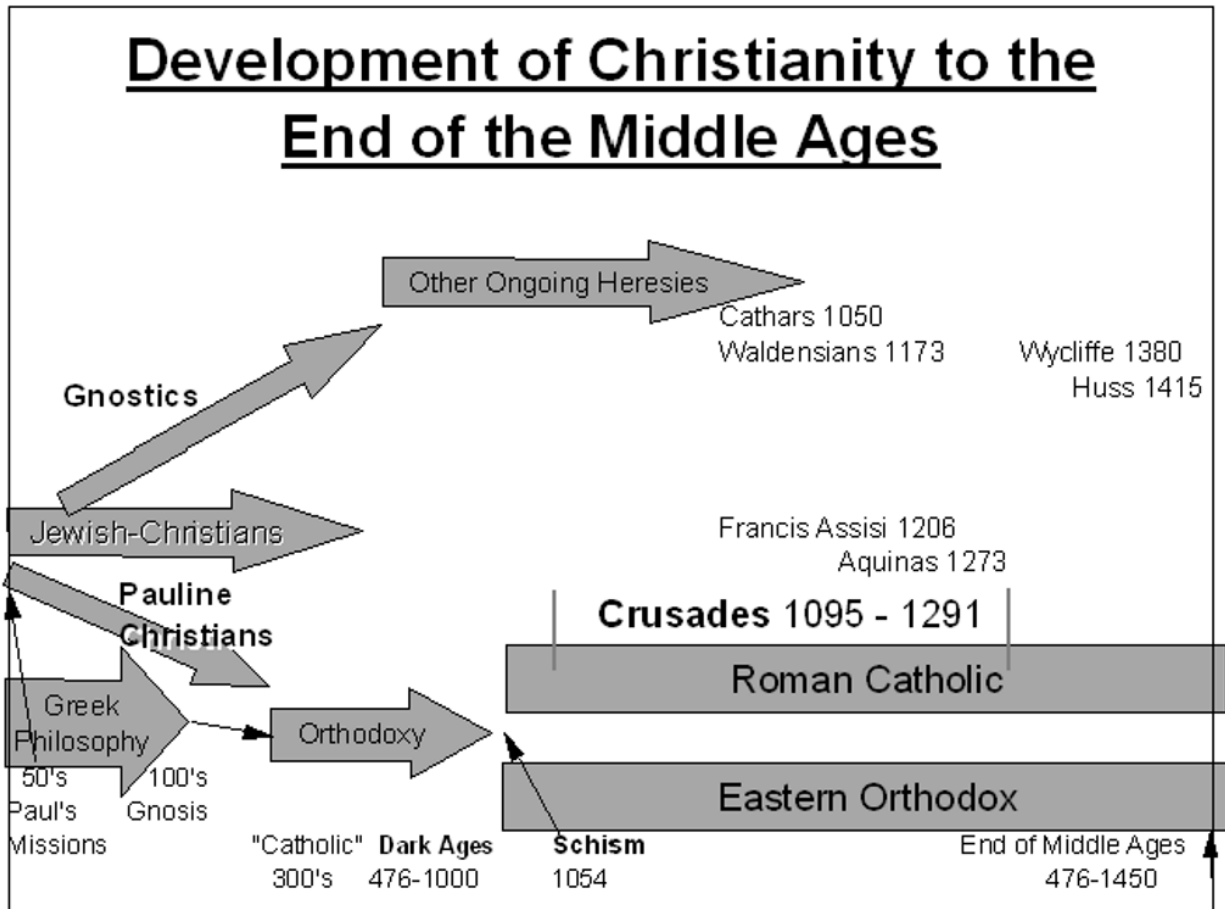 Development of Christianity to the
End of the Middle Ages
Other Ongoing Heresies
Cathars 1050
Waldensians 1173
Wycliffe 1380
Huss 1415
Gnostics
Jewish-Christians
Francis Assisi 1206
Aquinas 1273
Pauline
Christians
Crusades 1095 - 1291
Roman Catholic
Greek
Philosophy
Orthodoxy
50's
Paul's
Missions
100's
Gnosis
Eastern Orthodox
"Catholic"
300's
Dark Ages
476-1000
Schism
1054
End of Middle Ages
476-1450